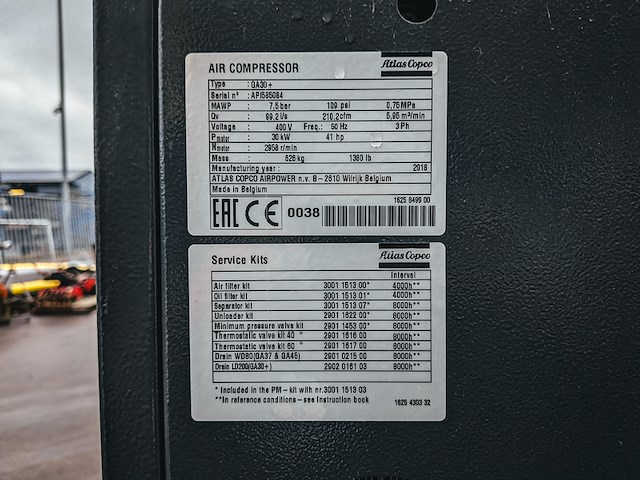 AIR COMPRESSOR Atlas Copco
Type : GA30+
Serial n° : API585084
MAWP : 7,5 bar 109 psi 0,75 MPa
Qv : 99,2 l/s 210,2 cfm 5,95 m³/min
Voltage : 400 V Freq.: 50 Hz 3 Ph
Pmotor : 30 kW 41 hp
Nmotor : 2958 r/min
Mass : 626 kg 1380 lb
Manufacturing year : 2018
ATLAS COPCO AIRPOWER n.v. B - 2610 Wilrijk Belgium
Made in Belgium
1625 8499 00
EAC CE 0038
Service Kits Atlas Copco
Interval
Air filter kit 3001 1513 00* 4000h**
Oil filter kit 3001 1513 01* 4000h**
Separator kit 3001 1513 07* 8000h**
Unloader kit 2901 1622 00* 8000h**
Minimum pressure valve kit 2901 1453 00* 8000h**
Thermostatic valve kit 40 ° 2901 1616 00 8000h**
Thermostatic valve kit 60 ° 2901 1617 00 8000h**
Drain WD80(GA37 & GA45) 2901 0215 00 8000h**
Drain LD200(GA30+) 2902 0161 03 8000h**
* Included in the PM - kit with nr.3001 1513 03
**In reference conditions - see Instruction book
1625 4303 32